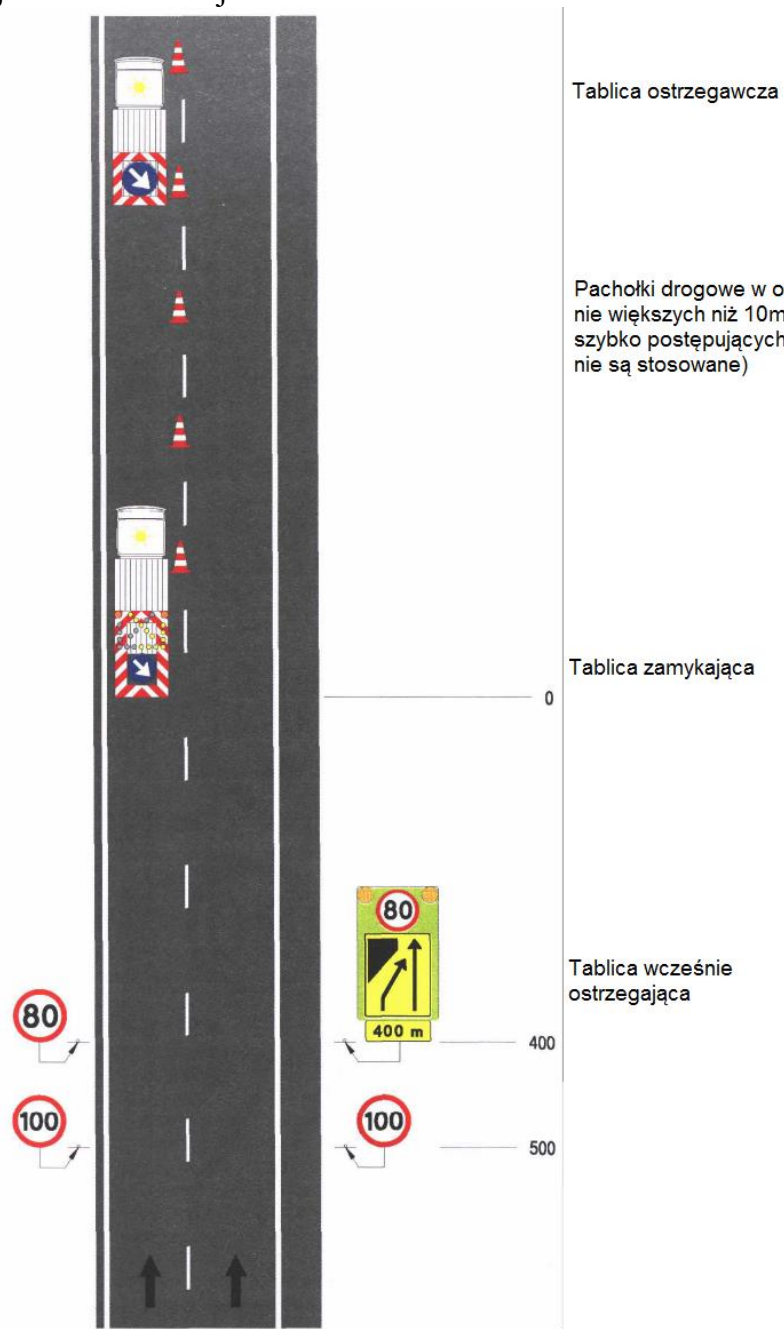 Tablica ostrzegawcza
Pachołki drogowe w o
nie większych niż 10m
szybko postępujących
nie są stosowane)
Tablica zamykająca
0
80
Tablica wcześnie
ostrzegająca
80
400 m
400
100
100
500